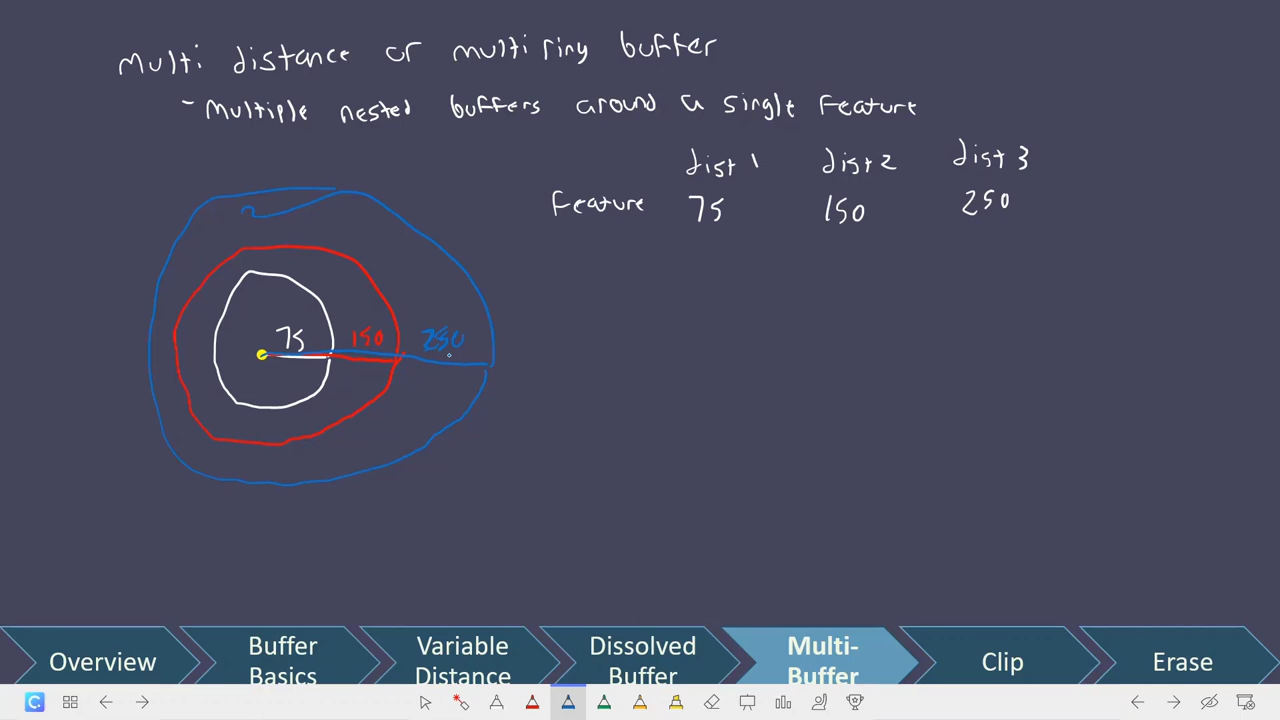 multi distance or multi ring buffer
- Multiple nested buffers around a single feature
dist 1 dist 2 dist 3
Feature 75 150 250
75 150 250
Overview
Buffer Basics
Variable Distance
Dissolved Buffer
Multi-Buffer
Clip
Erase